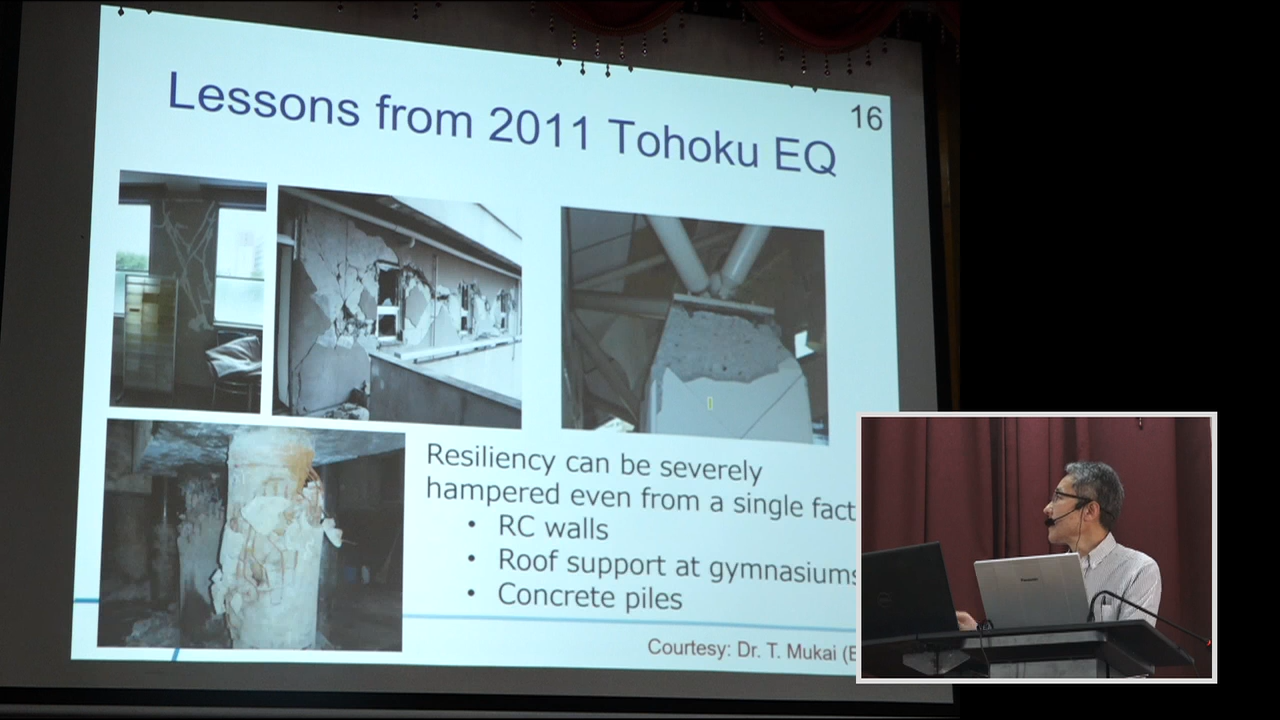 16
Lessons from 2011 Tohoku EQ
Resiliency can be severely
hampered even from a single fact
• RC walls
• Roof support at gymnasiums
• Concrete piles
Courtesy: Dr. T. Mukai (
Panasonic